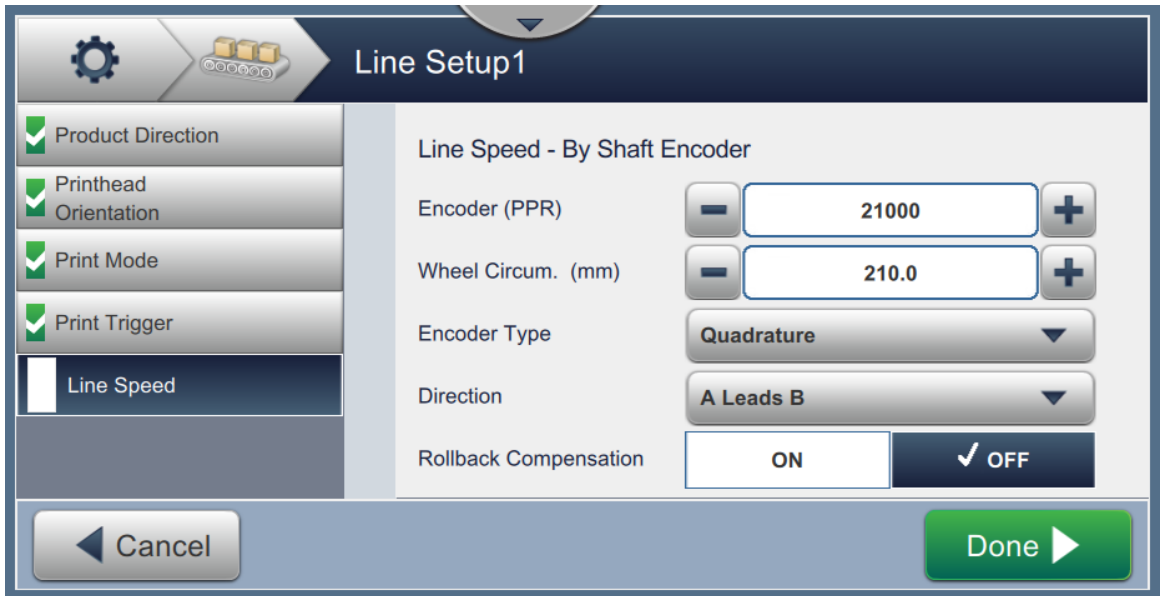 Line Setup1
Product Direction
Printhead
Orientation
Print Mode
Print Trigger
Line Speed
Line Speed - By Shaft Encoder
Encoder (PPR)
21000
Wheel Circum. (mm)
210.0
Encoder Type
Quadrature
Direction
A Leads B
Rollback Compensation
ON
OFF
Cancel
Done